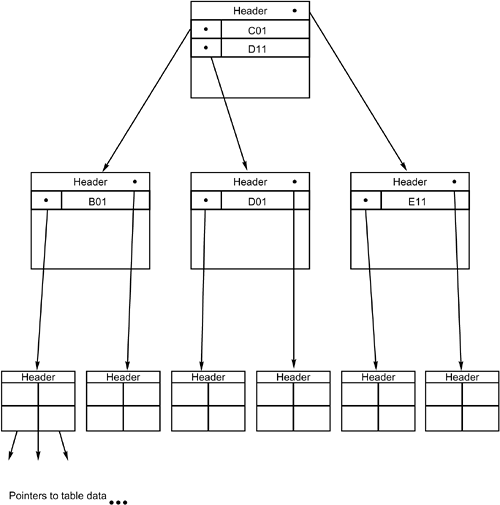 Header
C01
D11
Header
Header
Header
B01
D01
E11
Header
Header
Header
Header
Header
Header
Pointers to table data ...